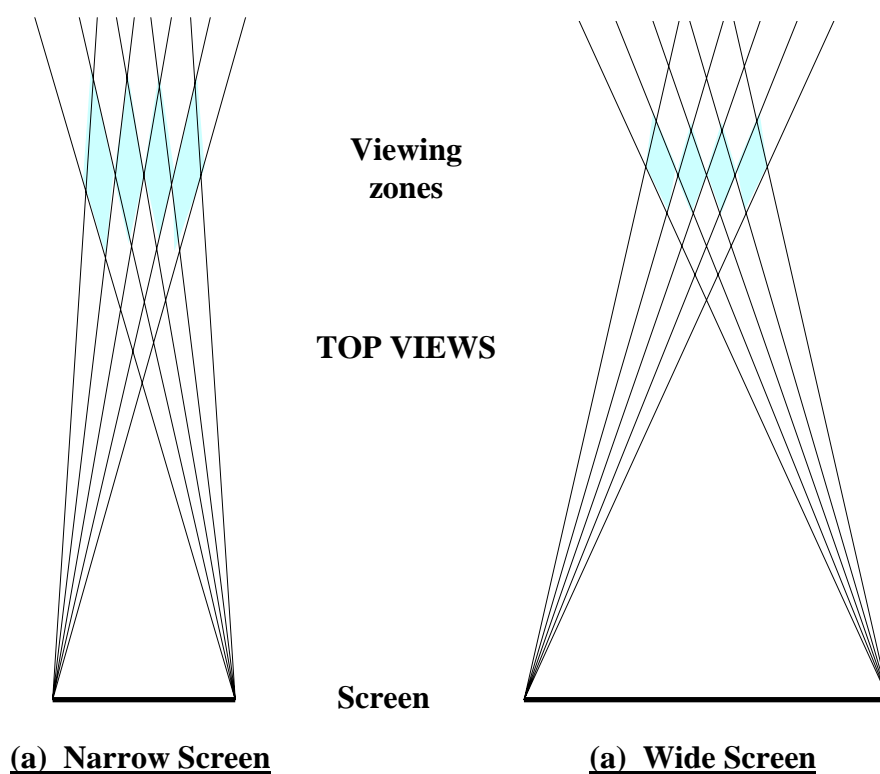 Viewing
zones
TOP VIEWS
Screen
(a)  Narrow Screen
(a)  Wide Screen